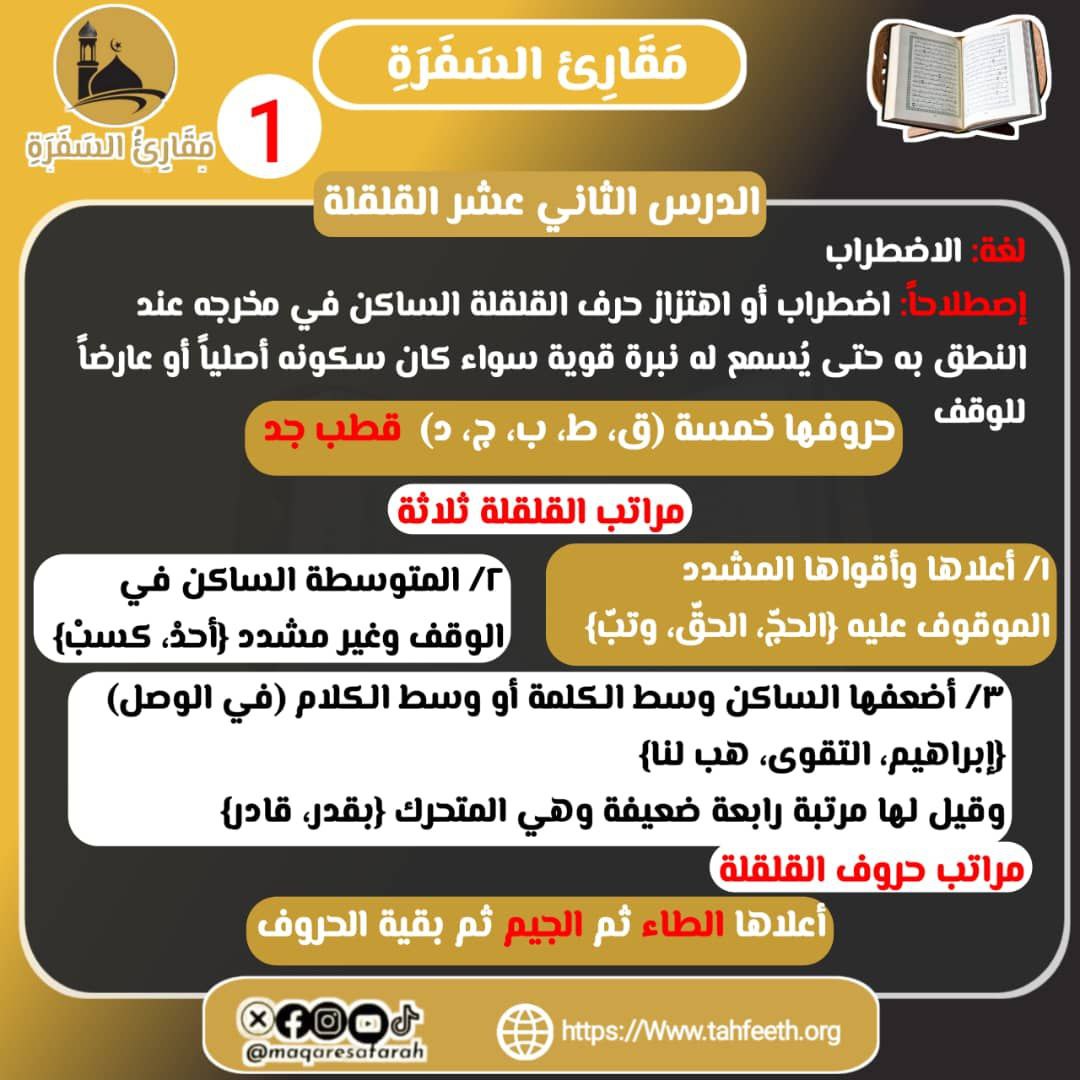 مَقَارِئ السَفَرَةِ
مَقَارِئُ السَفَرَةِ
1
الدرس الثاني عشر القلقلة
لغة: الاضطراب
إصطلاحاً: اضطراب أو اهتزاز حرف القلقلة الساكن في مخرجه عند
النطق به حتى يُسمع له نبرة قوية سواء كان سكونه أصلياً أو عارضاً
للوقف
حروفها خمسة (ق، ط، ب، ج، د) قطب جد
مراتب القلقلة ثلاثة
١/ أعلاها وأقواها المشدد
الموقوف عليه {الحجّ، الحقّ، وتبّ}
٢/ المتوسطة الساكن في
الوقف وغير مشدد {أحدْ، كسبْ}
٣/ أضعفها الساكن وسط الكلمة أو وسط الكلام (في الوصل)
{إبراهيم، التقوى، هب لنا}
وقيل لها مرتبة رابعة ضعيفة وهي المتحرك {بقدر، قادر}
مراتب حروف القلقلة
أعلاها الطاء ثم الجيم ثم بقية الحروف
@maqaresafarah
https://Www.tahfeeth.org